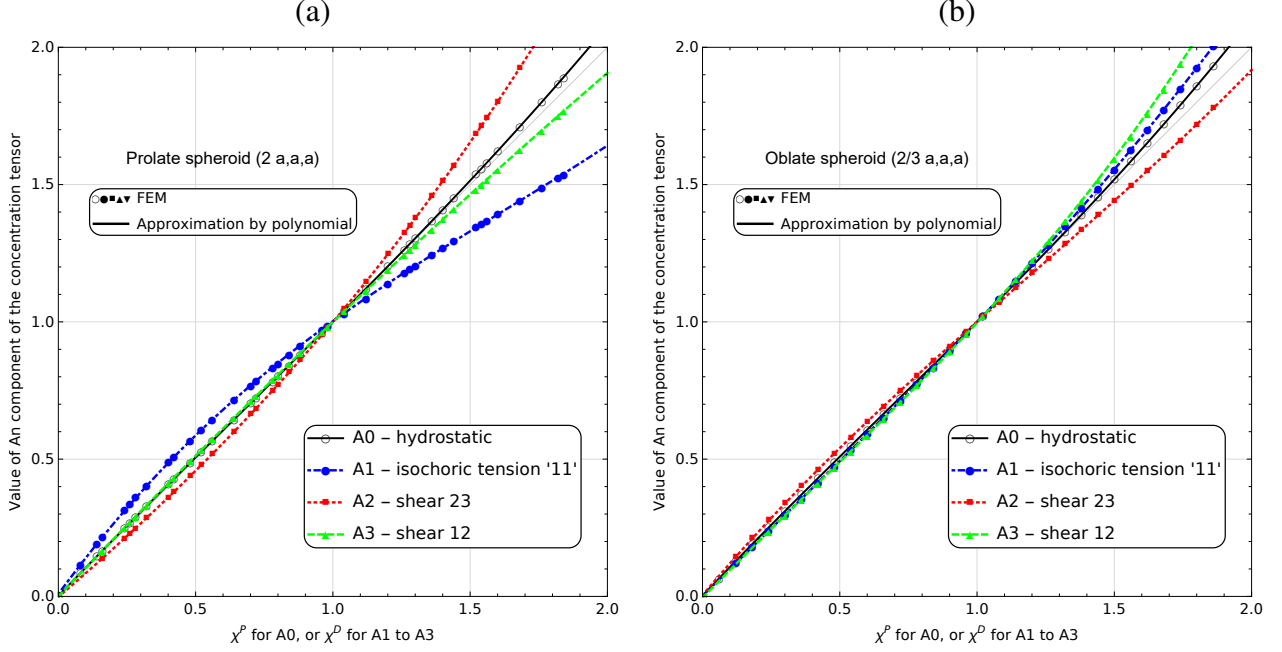 (a)
2.0
1.5
1.0
0.5
0.0
Value of An component of the concentration tensor
Prolate spheroid (2 a,a,a)
FEM
Approximation by polynomial
A0 – hydrostatic
A1 – isochoric tension '11'
A2 – shear 23
A3 – shear 12
0.0 0.5 1.0 1.5 2.0
χ^P for A0, or χ^D for A1 to A3
(b)
2.0
1.5
1.0
0.5
0.0
Value of An component of the concentration tensor
Oblate spheroid (2/3 a,a,a)
FEM
Approximation by polynomial
A0 – hydrostatic
A1 – isochoric tension '11'
A2 – shear 23
A3 – shear 12
0.0 0.5 1.0 1.5 2.0
χ^P for A0, or χ^D for A1 to A3